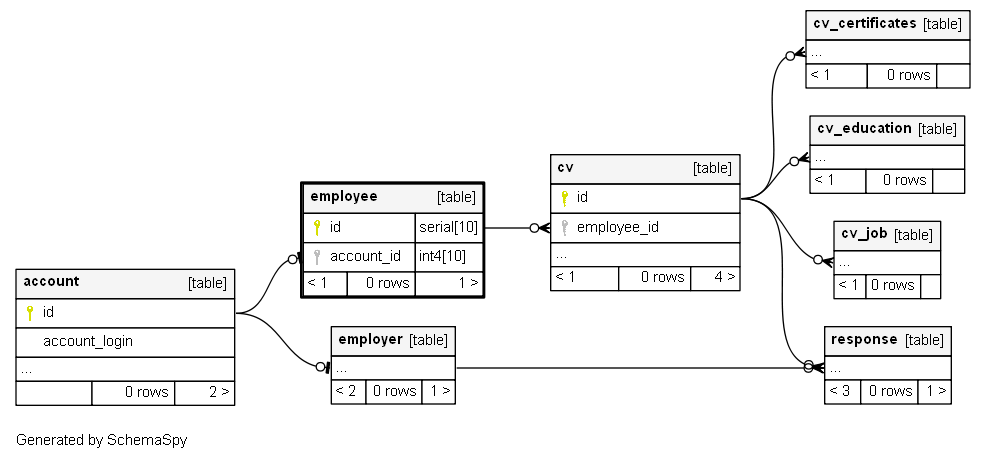 cv_certificates [table]
...
< 1 0 rows
cv_education [table]
...
< 1 0 rows
cv [table]
id
employee_id
...
< 1 0 rows 4 >
employee [table]
id serial[10]
account_id int4[10]
< 1 0 rows 1 >
cv_job [table]
...
< 1 0 rows
account [table]
id
account_login
...
0 rows 2 >
employer [table]
...
< 2 0 rows 1 >
response [table]
...
< 3 0 rows 1 >
Generated by SchemaSpy